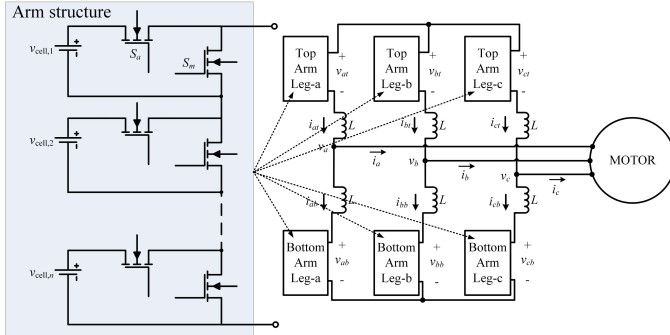 Arm structure
v_cell,1
S_a
S_m
v_cell,2
v_cell,n
+
-
Top
Arm
Leg-a
+
v_at
-
Top
Arm
Leg-b
+
v_bt
-
Top
Arm
Leg-c
+
v_ct
-
i_at
L
i_bt
L
i_ct
L
v_a
i_a
v_b
i_b
v_c
i_c
MOTOR
i_ab
L
i_bb
L
i_cb
L
Bottom
Arm
Leg-a
+
v_ab
-
Bottom
Arm
Leg-b
+
v_bb
-
Bottom
Arm
Leg-c
+
v_cb
-